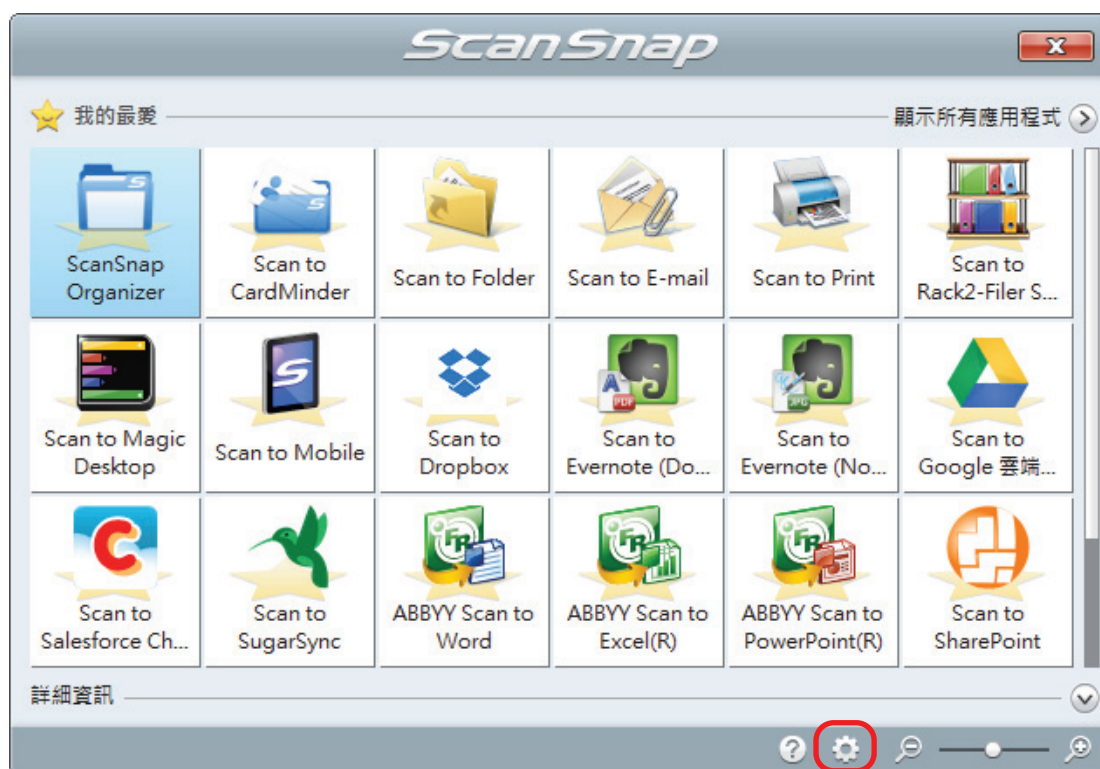 ScanSnap
我的最愛
顯示所有應用程式
ScanSnap
Organizer
Scan to
CardMinder
Scan to Folder
Scan to E-mail
Scan to Print
Scan to
Rack2-Filer S...
Scan to Magic
Desktop
Scan to Mobile
Scan to
Dropbox
Scan to
Evernote (Do...
Scan to
Evernote (No...
Scan to
Google 雲端...
Scan to
Salesforce Ch...
Scan to
SugarSync
ABBYY Scan to
Word
ABBYY Scan to
Excel(R)
ABBYY Scan to
PowerPoint(R)
Scan to
SharePoint
詳細資訊